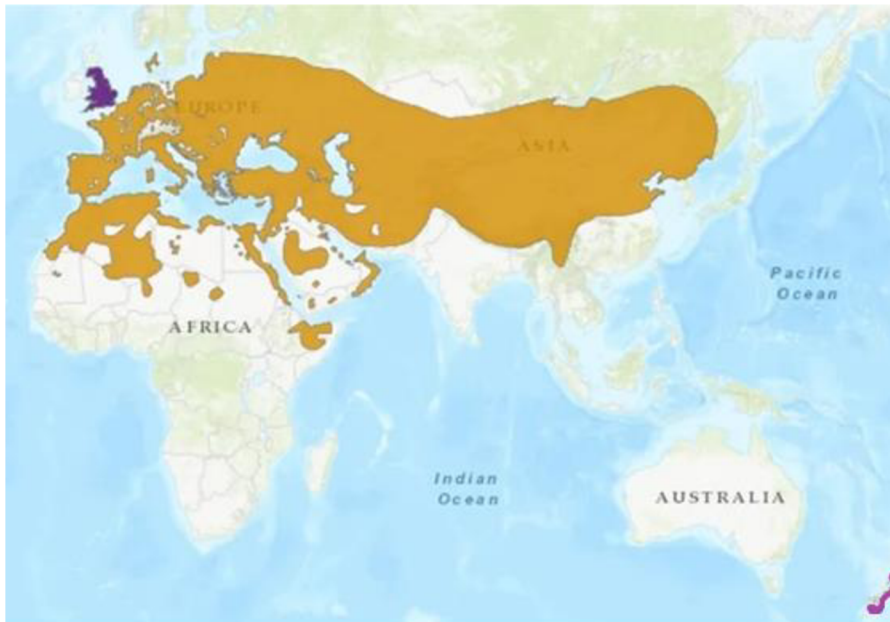 EUROPE
ASIA
Pacific
Ocean
AFRICA
Indian
Ocean
AUSTRALIA